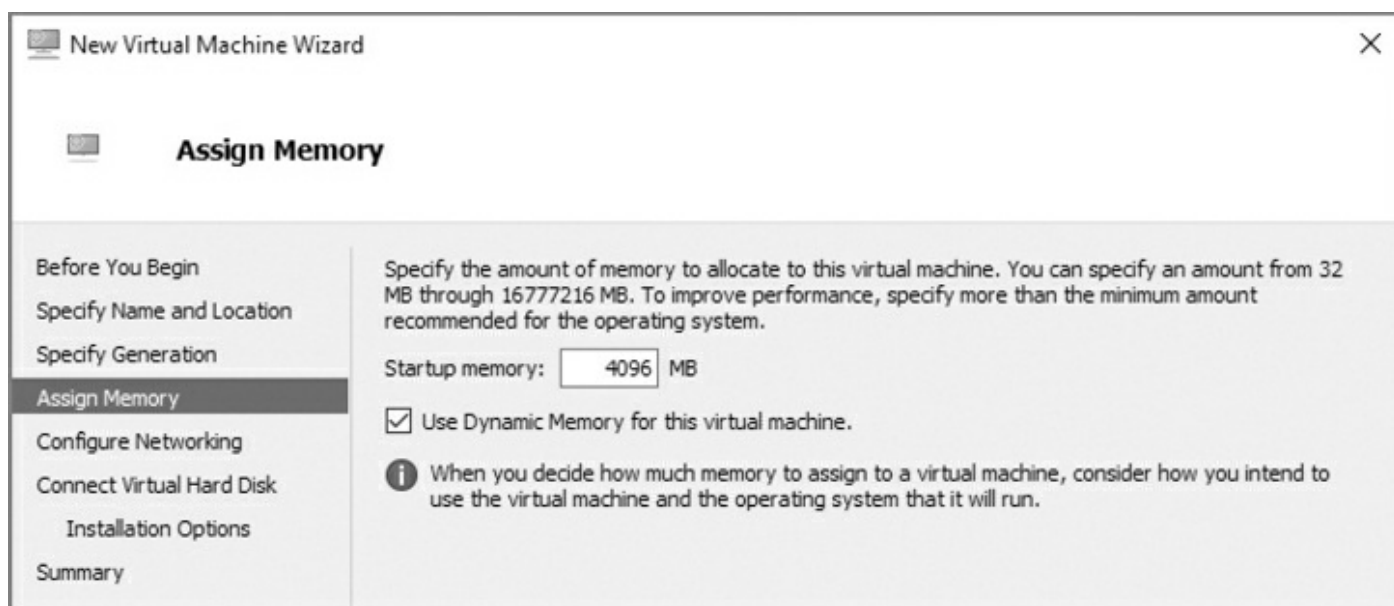 New Virtual Machine Wizard
Assign Memory
Before You Begin
Specify Name and Location
Specify Generation
Assign Memory
Configure Networking
Connect Virtual Hard Disk
Installation Options
Summary
Specify the amount of memory to allocate to this virtual machine. You can specify an amount from 32
MB through 16777216 MB. To improve performance, specify more than the minimum amount
recommended for the operating system.
Startup memory: 4096 MB
Use Dynamic Memory for this virtual machine.
When you decide how much memory to assign to a virtual machine, consider how you intend to
use the virtual machine and the operating system that it will run.